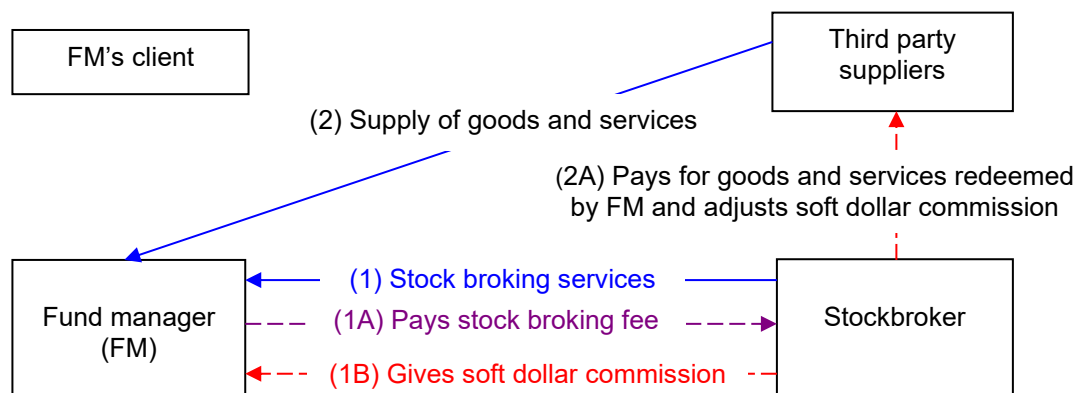 FM’s client
Third party
suppliers
(2) Supply of goods and services
(2A) Pays for goods and services redeemed
by FM and adjusts soft dollar commission
Fund manager
(FM)
(1) Stock broking services
(1A) Pays stock broking fee
(1B) Gives soft dollar commission
Stockbroker